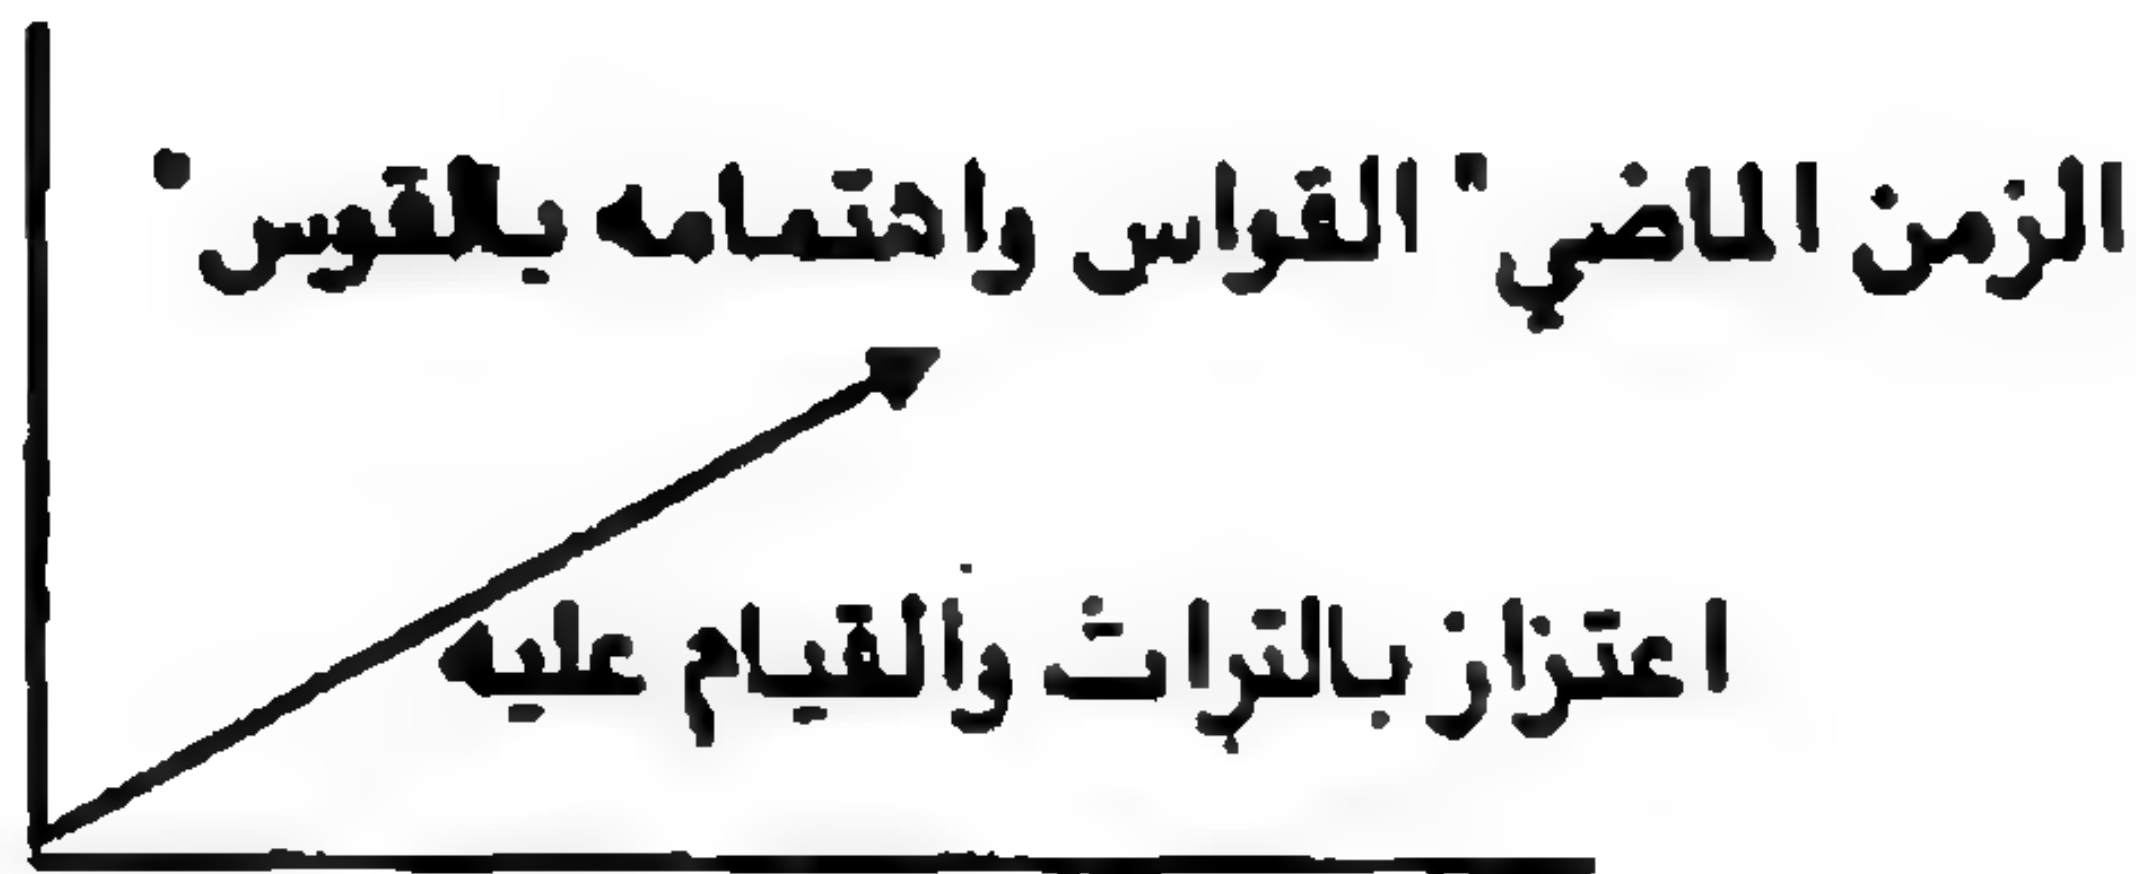 الزمن الماضي" القواس واهتمامه بالقوس"
اعتزاز بالتراث والقيام عليه